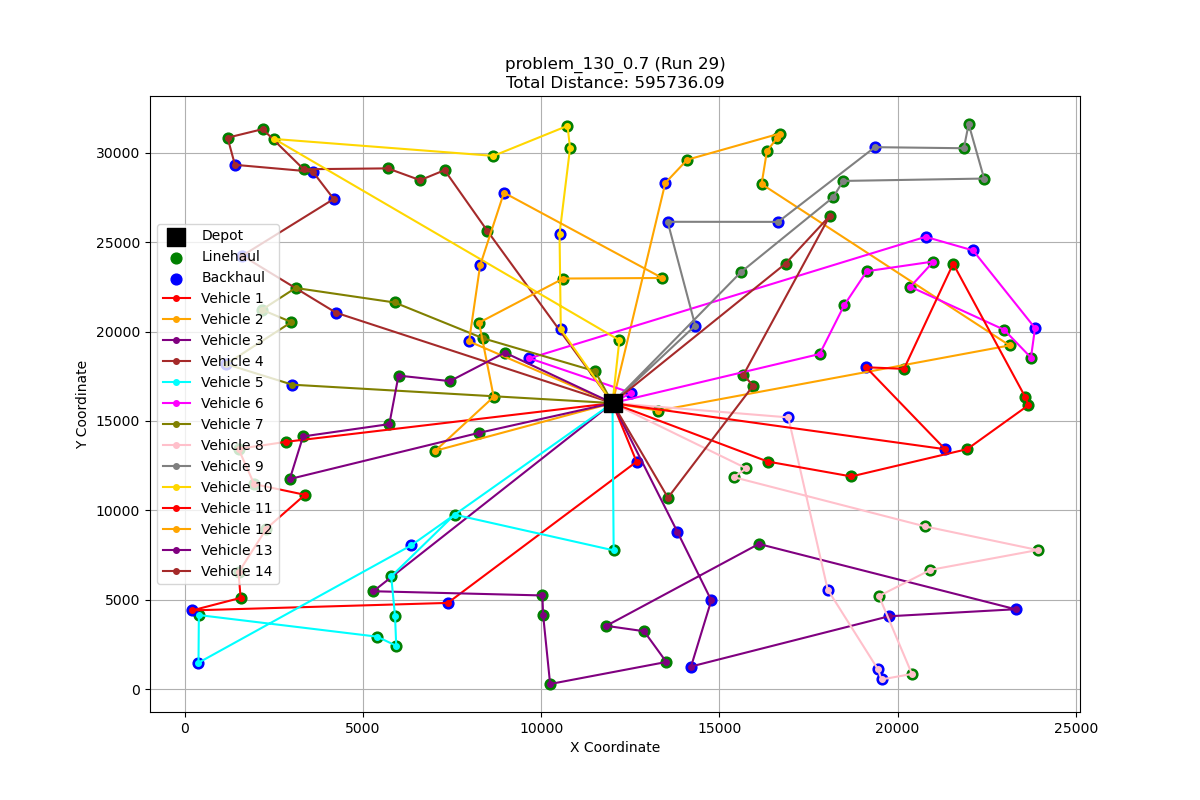 problem_130_0.7 (Run 29)
Total Distance: 595736.09
30000
25000
20000
15000
10000
5000
0
Y Coordinate
Depot
Linehaul
Backhaul
Vehicle 1
Vehicle 2
Vehicle 3
Vehicle 4
Vehicle 5
Vehicle 6
Vehicle 7
Vehicle 8
Vehicle 9
Vehicle 10
Vehicle 11
Vehicle 12
Vehicle 13
Vehicle 14
0
5000
10000
15000
20000
25000
X Coordinate